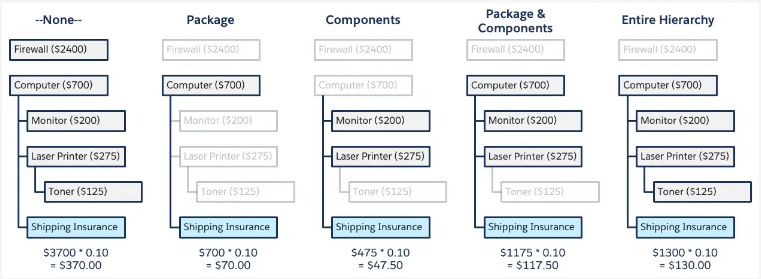 --None--
Firewall ($2400)
Computer ($700)
Monitor ($200)
Laser Printer ($275)
Toner ($125)
Shipping Insurance
$3700 * 0.10
= $370.00
Package
Firewall ($2400)
Computer ($700)
Monitor ($200)
Laser Printer ($275)
Toner ($125)
Shipping Insurance
$700 * 0.10
= $70.00
Components
Firewall ($2400)
Computer ($700)
Monitor ($200)
Laser Printer ($275)
Toner ($125)
Shipping Insurance
$475 * 0.10
= $47.50
Package &
Components
Firewall ($2400)
Computer ($700)
Monitor ($200)
Laser Printer ($275)
Toner ($125)
Shipping Insurance
$1175 * 0.10
= $117.50
Entire Hierarchy
Firewall ($2400)
Computer ($700)
Monitor ($200)
Laser Printer ($275)
Toner ($125)
Shipping Insurance
$1300 * 0.10
= $130.00